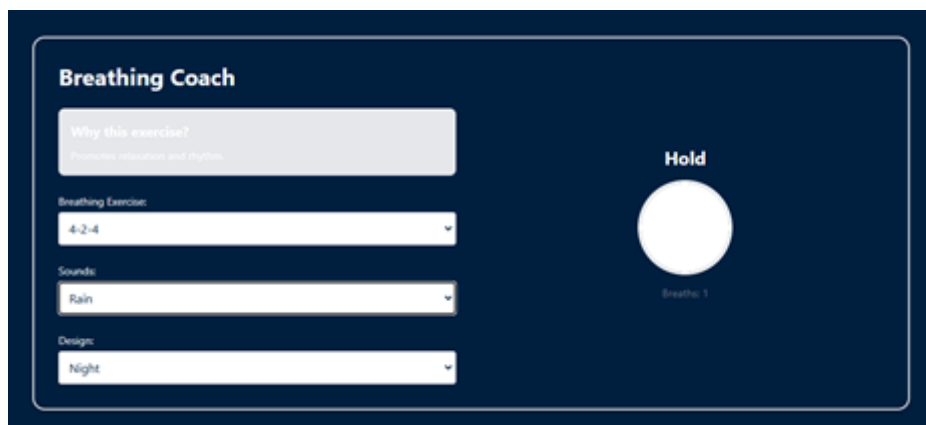 Breathing Coach
Why this exercise?
Promotes relaxation and rhythm.
Breathing Exercise:
4-2-4
Sounds:
Rain
Design:
Night
Hold
Breaths: 1